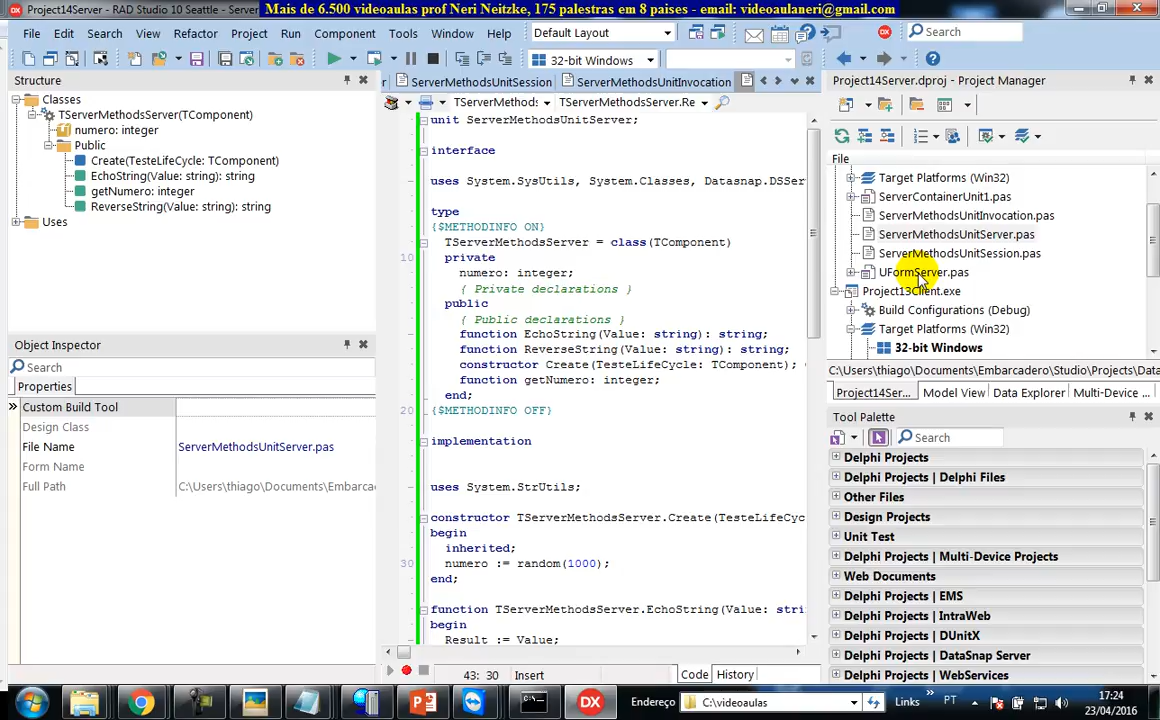 Project14Server - RAD Studio 10 Seattle - Server
Mais de 6.500 videoaulas prof Neri Neitzke, 175 palestras em 8 paises - email: videoaulaneri@gmail.com
File Edit Search View Refactor Project Run Component Tools Window Help
Default Layout
Search
32-bit Windows
Structure
Classes
TServerMethodsServer(TComponent)
numero: integer
Public
Create(TesteLifeCycle: TComponent)
EchoString(Value: string): string
getNumero: integer
ReverseString(Value: string): string
Uses
Object Inspector
Search
Properties
Custom Build Tool
Design Class
File Name ServerMethodsUnitServer.pas
Form Name
Full Path C:\Users\thiago\Documents\Embarcade
ServerMethodsUnitSession
ServerMethodsUnitInvocation
TServerMethods
TServerMethodsServer.Re
unit ServerMethodsUnitServer;
interface
uses System.SysUtils, System.Classes, Datasnap.DSSer
type
{$METHODINFO ON}
10 TServerMethodsServer = class(TComponent)
private
numero: integer;
{ Private declarations }
public
{ Public declarations }
function EchoString(Value: string): string;
function ReverseString(Value: string): string;
constructor Create(TesteLifeCycle: TComponent);
function getNumero: integer;
end;
20 {$METHODINFO OFF}
implementation
uses System.StrUtils;
constructor TServerMethodsServer.Create(TesteLifeCyc
begin
inherited;
30 numero := random(1000);
end;
function TServerMethodsServer.EchoString(Value: stri
begin
Result := Value;
43: 30 Insert
Code History
Project14Server.dproj - Project Manager
File
Target Platforms (Win32)
ServerContainerUnit1.pas
ServerMethodsUnitInvocation.pas
ServerMethodsUnitServer.pas
ServerMethodsUnitSession.pas
UFormServer.pas
Project13Client.exe
Build Configurations (Debug)
Target Platforms (Win32)
32-bit Windows
C:\Users\thiago\Documents\Embarcadero\Studio\Projects\Data
Project14Ser... Model View Data Explorer Multi-Device ...
Tool Palette
Search
Delphi Projects
Delphi Projects | Delphi Files
Other Files
Design Projects
Unit Test
Delphi Projects | Multi-Device Projects
Web Documents
Delphi Projects | EMS
Delphi Projects | IntraWeb
Delphi Projects | DUnitX
Delphi Projects | DataSnap Server
Delphi Projects | WebServices
DX
Endereço C:\videoaulas
Links
PT
17:24
23/04/2016